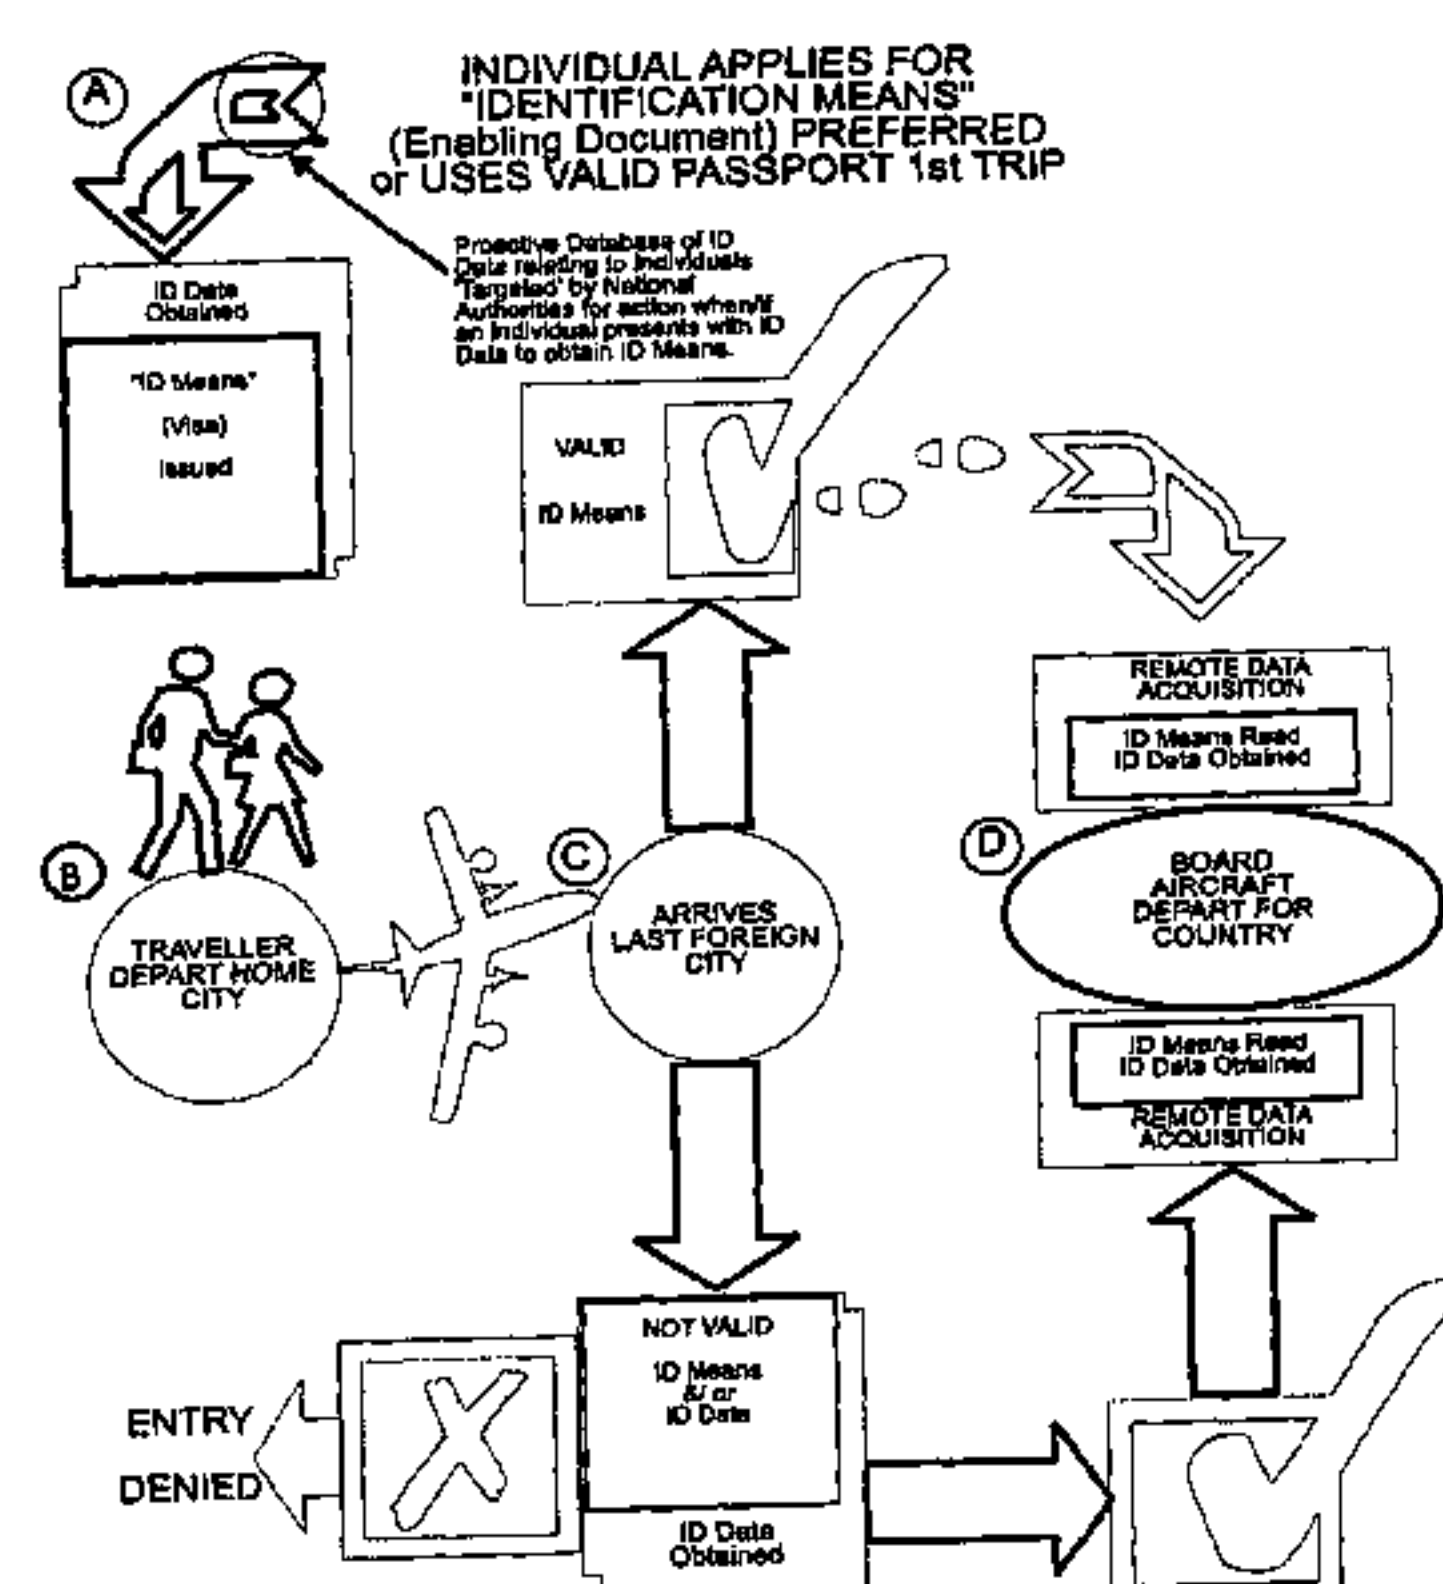 A
INDIVIDUAL APPLIES FOR
"IDENTIFICATION MEANS"
(Enabling Document) PREFERRED
or USES VALID PASSPORT 1st TRIP
Proactive Database of ID
Data relating to Individuals
'Targeted' by National
Authorities for action when/if
an individual presents with ID
Data to obtain ID Means.
ID Data
Obtained
"ID Means"
(Visa)
Issued
VALID
ID Means
REMOTE DATA
ACQUISITION
ID Means Read
ID Data Obtained
B
TRAVELLER
DEPART HOME
CITY
C
ARRIVES
LAST FOREIGN
CITY
D
BOARD
AIRCRAFT
DEPART FOR
COUNTRY
ID Means Read
ID Data Obtained
REMOTE DATA
ACQUISITION
NOT VALID
ID Means
&/ or
ID Data
ENTRY
DENIED
ID Data
Obtained